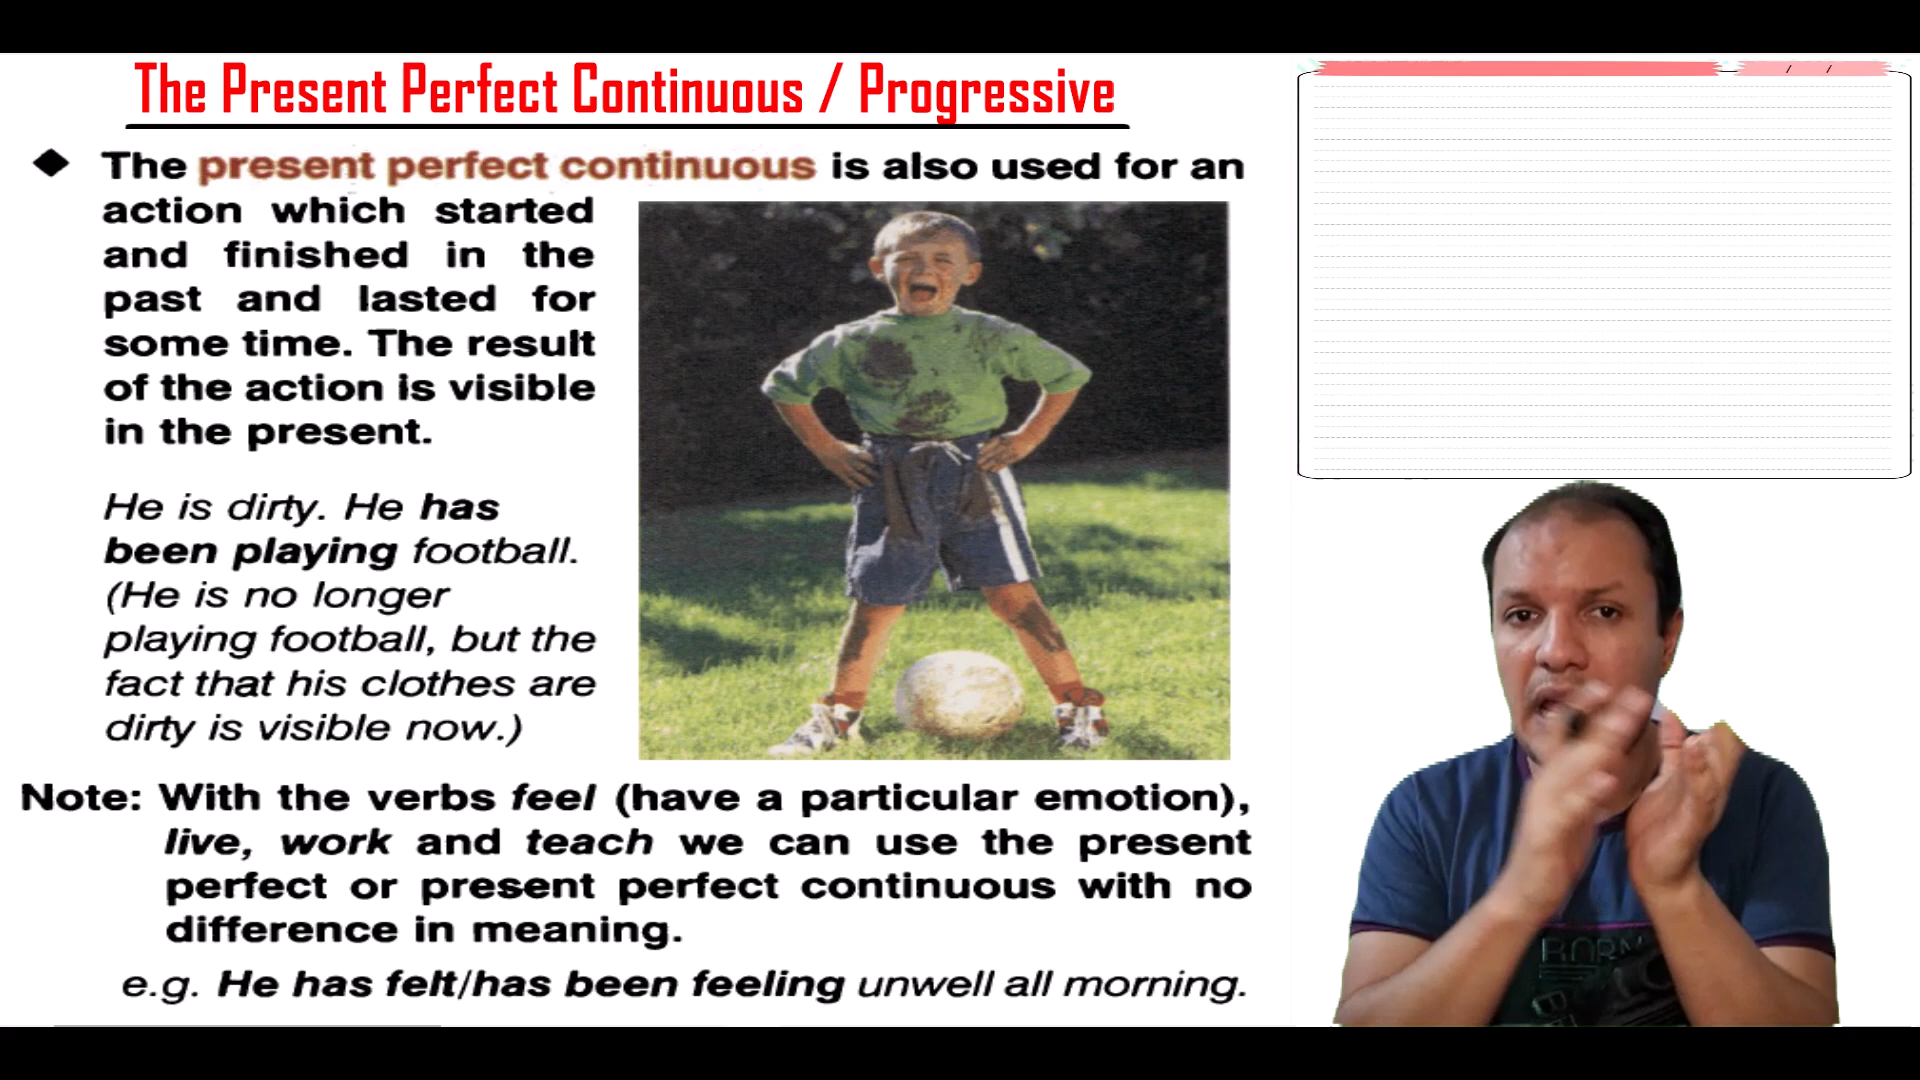 The Present Perfect Continuous / Progressive
◆ The present perfect continuous is also used for an
action which started
and finished in the
past and lasted for
some time. The result
of the action is visible
in the present.
He is dirty. He has
been playing football.
(He is no longer
playing football, but the
fact that his clothes are
dirty is visible now.)
Note: With the verbs feel (have a particular emotion),
live, work and teach we can use the present
perfect or present perfect continuous with no
difference in meaning.
e.g. He has felt/has been feeling unwell all morning.
/ /